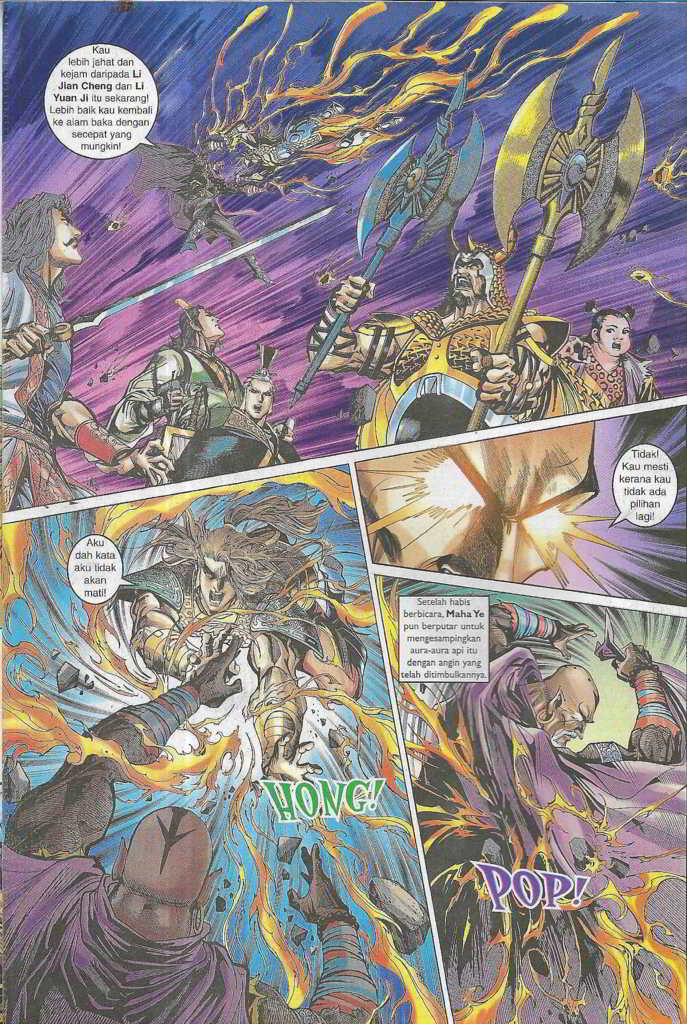 Kau
lebih jahat dan
kejam daripada Li
Jian Cheng dan Li
Yuan Ji itu sekarang!
Lebih baik kau kembali
ke alam baka dengan
secepat yang
mungkin!
Tidak!
Kau mesti
kerana kau
tidak ada
pilihan
lagi!
Aku
dah kata
aku tidak
akan
mati!
HONG!
Setelah habis
berbicara, Maha Ye
pun berputar untuk
mengesampingkan
aura-aura api itu
dengan angin yang
telah ditimbulkannya.
POP!